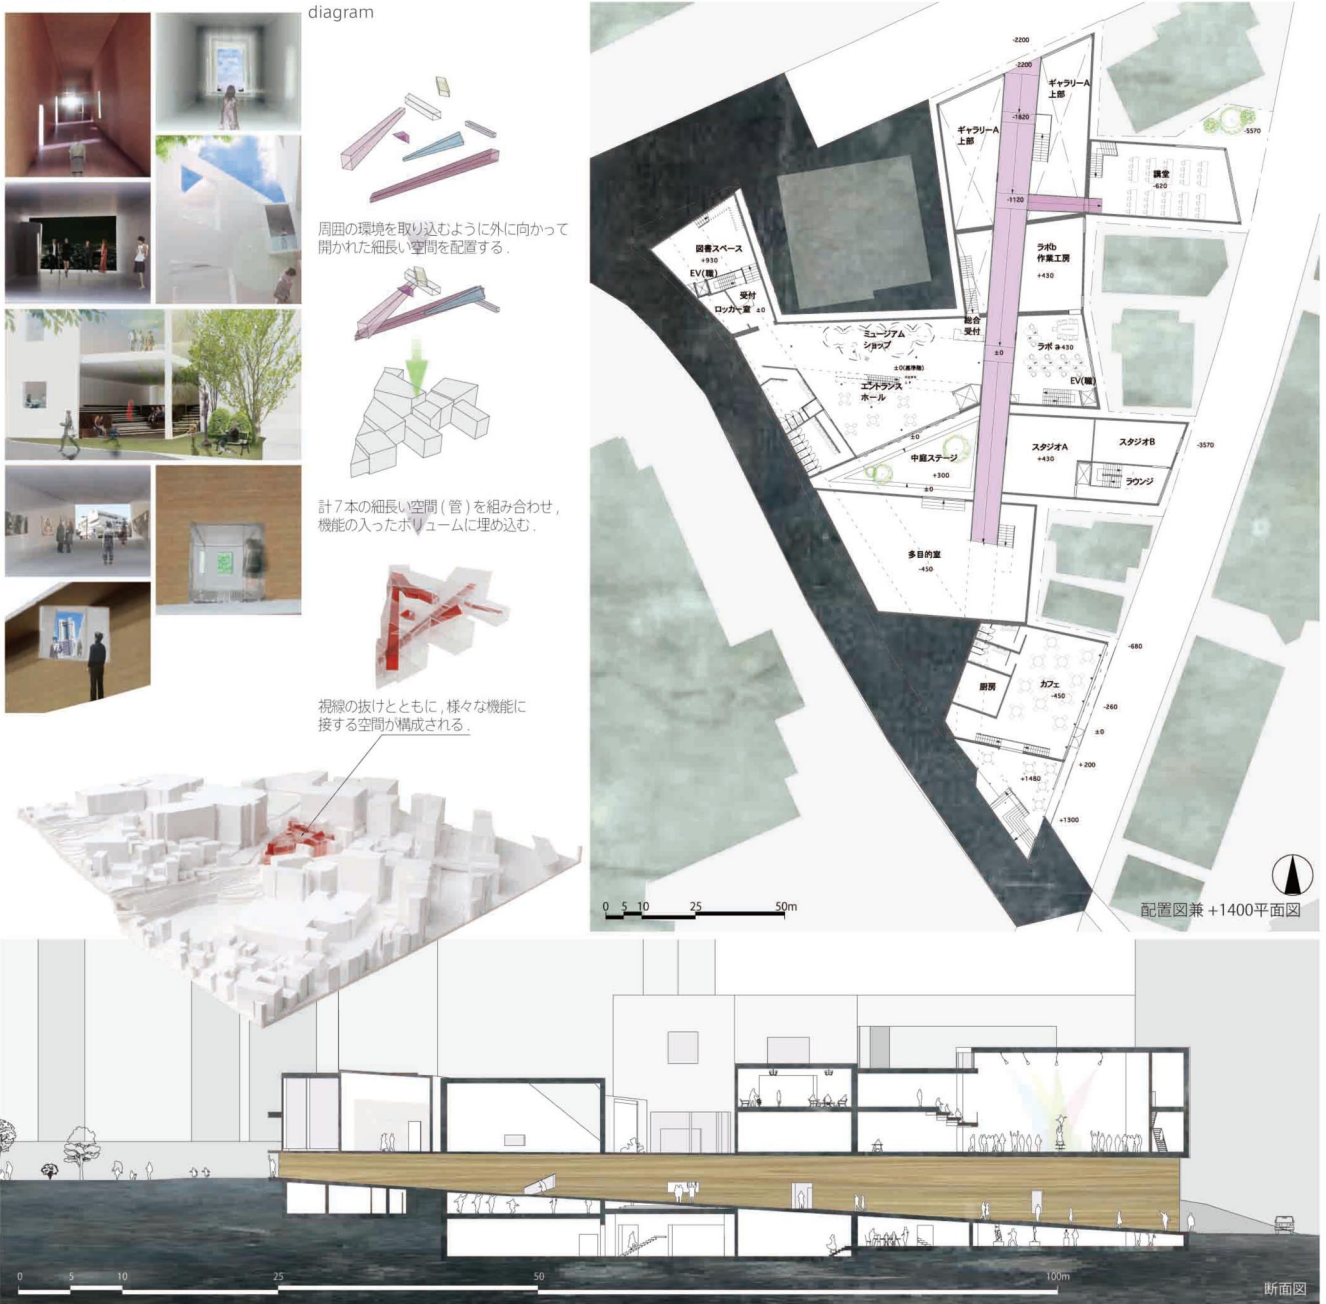 diagram
周囲の環境を取り込むように外に向かって
開かれた細長い空間を配置する.
計7本の細長い空間(管)を組み合わせ,
機能の入ったボリュームに埋め込む.
視線の抜けとともに,様々な機能に
接する空間が構成される.
-2200
-2200
ギャラリーA
上部
-1620
ギャラリーA
上部
-5570
講堂
-620
-1120
図書スペース
+930
EV(職)
受付
ロッカー室 ±0
ラボb
作業工房
+430
総合
受付
ミュージアム
ショップ
±0
ラボa+430
±0(基準階)
エントランス
ホール
EV(職)
±0
中庭ステージ
+300
±0
スタジオA
+430
スタジオB
ラウンジ
-3570
多目的室
-450
-680
厨房
カフェ
-450
-260
±0
+200
+1480
+1300
0 5 10 25 50m
配置図兼+1400平面図
0 5 10 25 50 100m
断面図